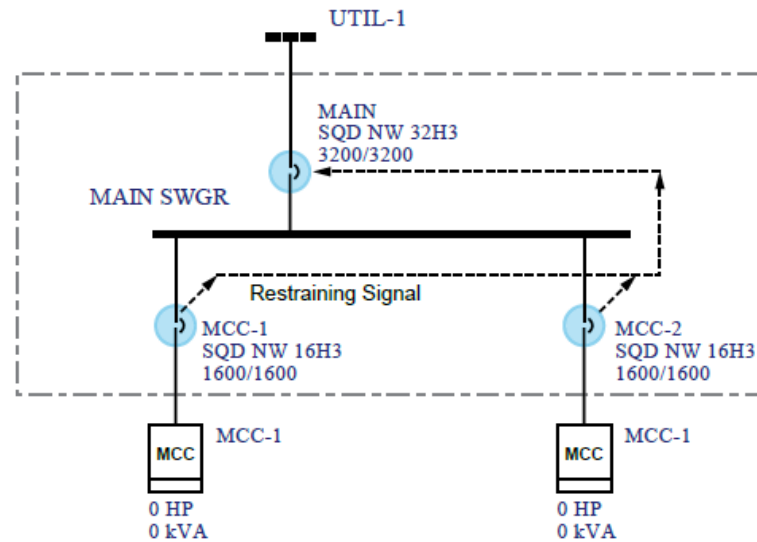 UTIL-1
MAIN
SQD NW 32H3
3200/3200
MAIN SWGR
Restraining Signal
MCC-1
SQD NW 16H3
1600/1600
MCC-2
SQD NW 16H3
1600/1600
MCC
MCC-1
0 HP
0 kVA
MCC
MCC-1
0 HP
0 kVA